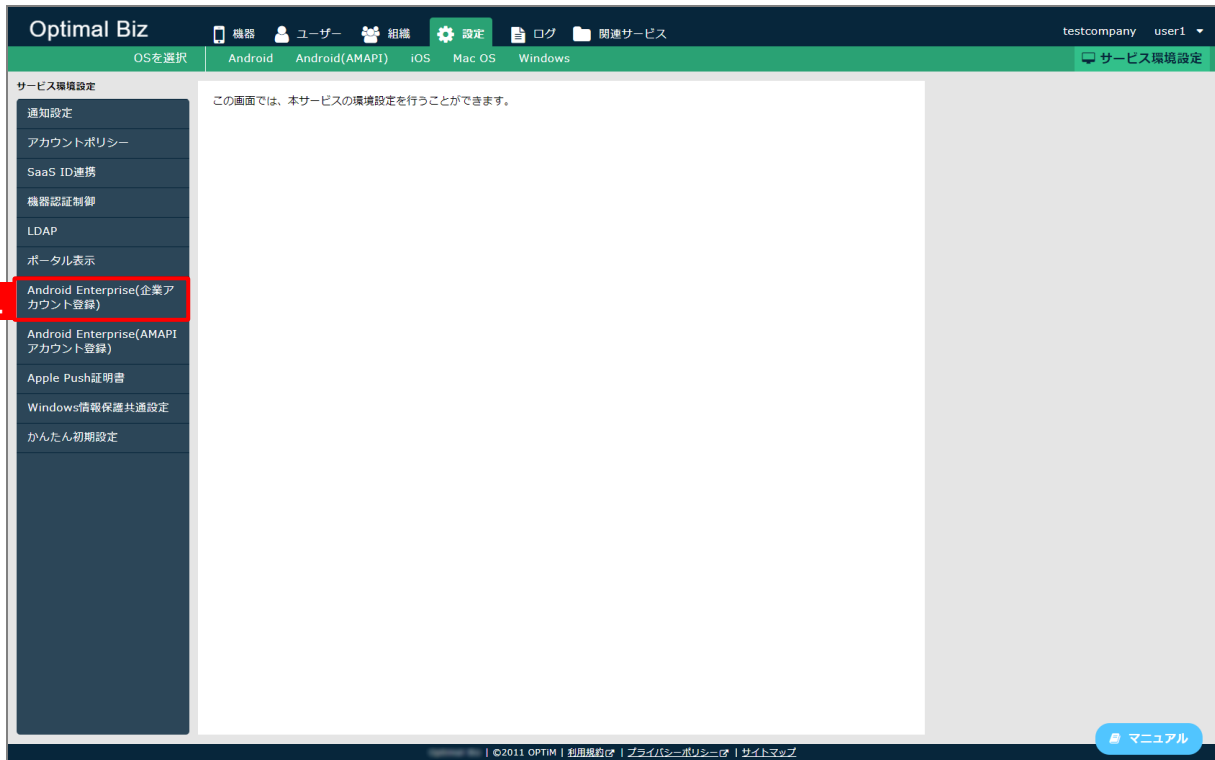 Optimal Biz
機器 ユーザー 組織 設定 ログ 関連サービス
testcompany user1
OSを選択 Android Android(AMAPI) iOS Mac OS Windows
サービス環境設定
サービス環境設定
この画面では、本サービスの環境設定を行うことができます。
通知設定
アカウントポリシー
SaaS ID連携
機器認証制御
LDAP
ポータル表示
Android Enterprise(企業ア
カウント登録)
Android Enterprise(AMAPI
アカウント登録)
Apple Push証明書
Windows情報保護共通設定
かんたん初期設定
マニュアル
| ©2011 OPTiM | 利用規約 | プライバシーポリシー | サイトマップ